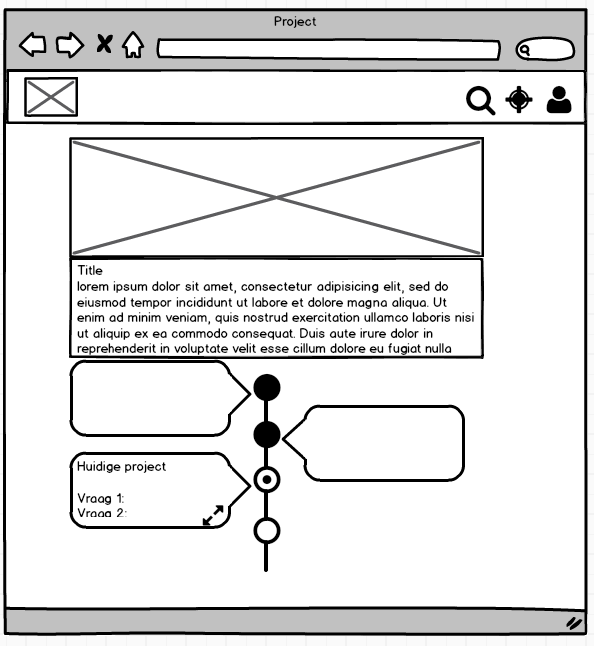 Project
Title
lorem ipsum dolor sit amet, consectetur adipisicing elit, sed do
eiusmod tempor incididunt ut labore et dolore magna aliqua. Ut
enim ad minim veniam, quis nostrud exercitation ullamco laboris nisi
ut aliquip ex ea commodo consequat. Duis aute irure dolor in
reprehenderit in voluptate velit esse cillum dolore eu fugiat nulla
Huidige project
Vraag 1:
Vraag 2: